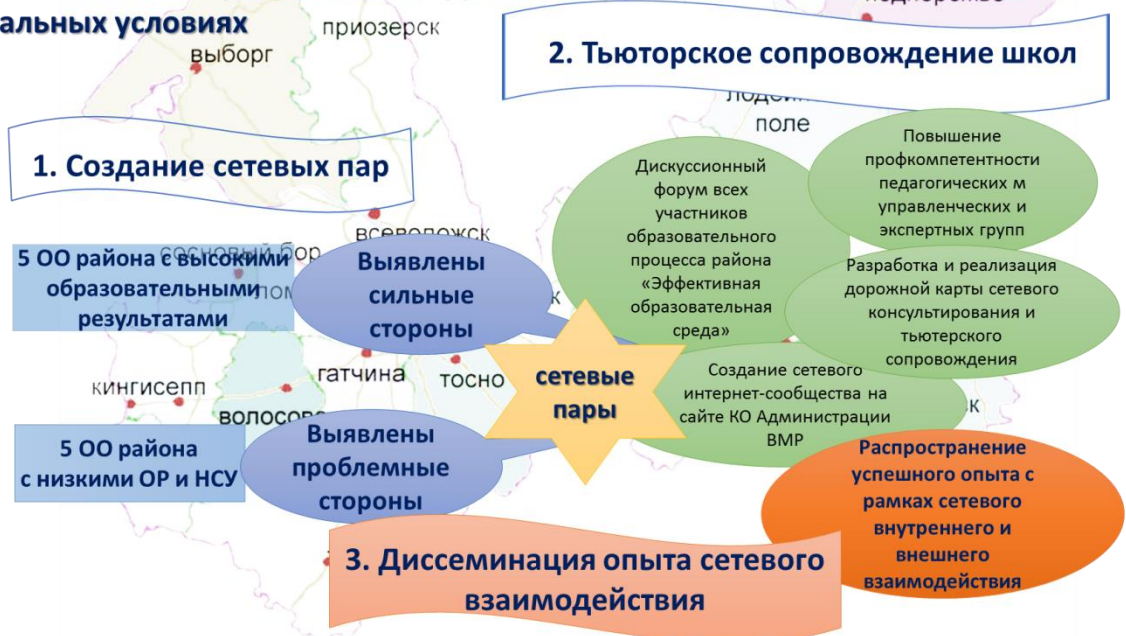 альных условиях
приозерск
выборг
2. Тьюторское сопровождение школ
поле
1. Создание сетевых пар
Дискуссионный
форум всех
участников
образовательного
процесса района
«Эффективная
образовательная
среда»
Повышение
профкомпетентности
педагогических м
управленческих и
экспертных групп
всеволожск
сосновый бор
5 ОО района с высокими
образовательными
результатами
Выявлены
сильные
стороны
Разработка и реализация
дорожной карты сетевого
консультирования и
тьютерского
сопровождения
кингисепп
гатчина
тосно
сетевые
пары
Создание сетевого
интернет-сообщества на
сайте КО Администрации
ВМР
5 ОО района
с низкими ОР и НСУ
Выявлены
проблемные
стороны
Распространение
успешного опыта с
рамках сетевого
внутреннего и
внешнего
взаимодействия
3. Диссеминация опыта сетевого
взаимодействия